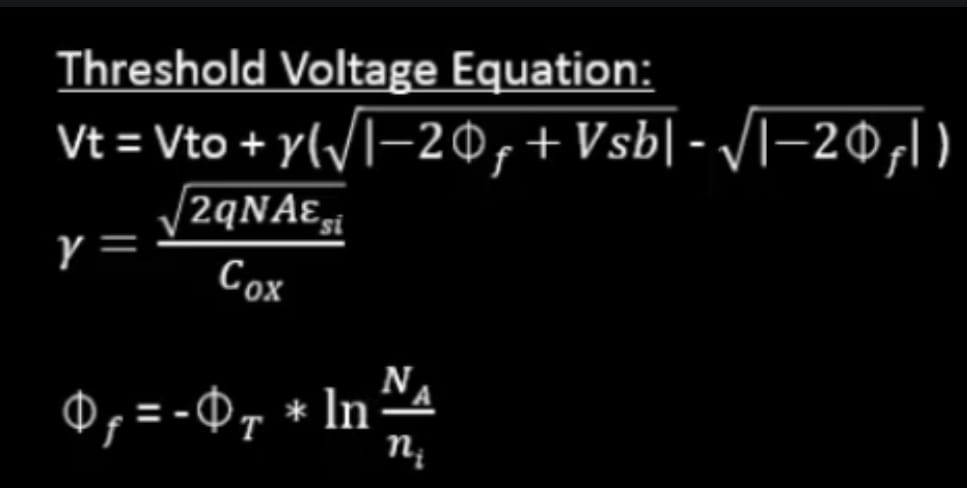 Threshold Voltage Equation:
Vt = Vto + γ(√|−2Φf + Vsb| - √|−2Φf| )
γ = √2qNAεsi / Cox
Φf = -ΦT * ln NA / ni